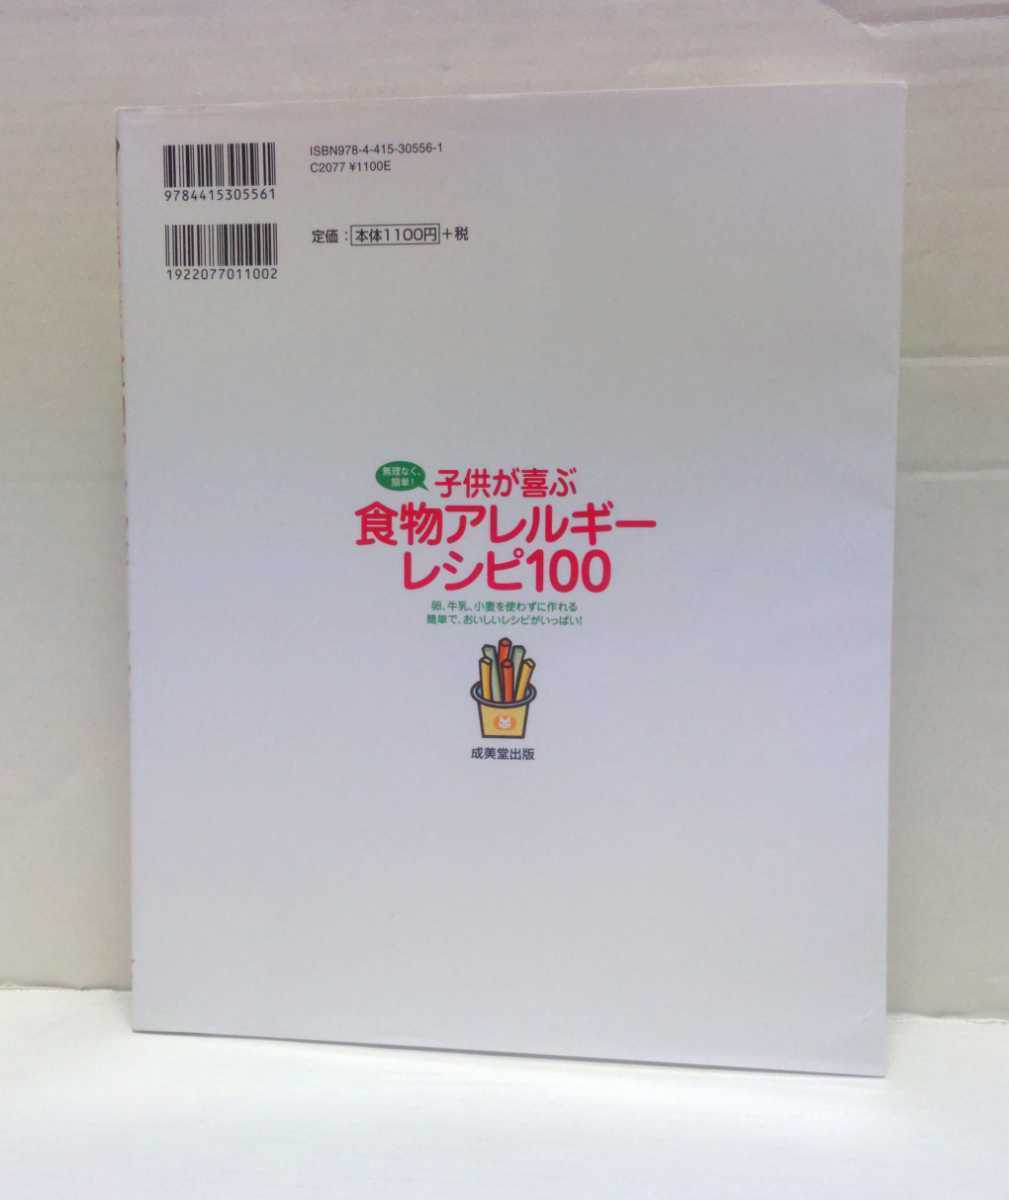 ISBN978-4-415-30556-1
C2077 ¥1100E
9784415305561
定価：本体1100円+税
1922077011002
無理なく、
簡単！
子供が喜ぶ
食物アレルギー
レシピ100
卵、牛乳、小麦を使わずに作れる
簡単で、おいしいレシピがいっぱい！
成美堂出版